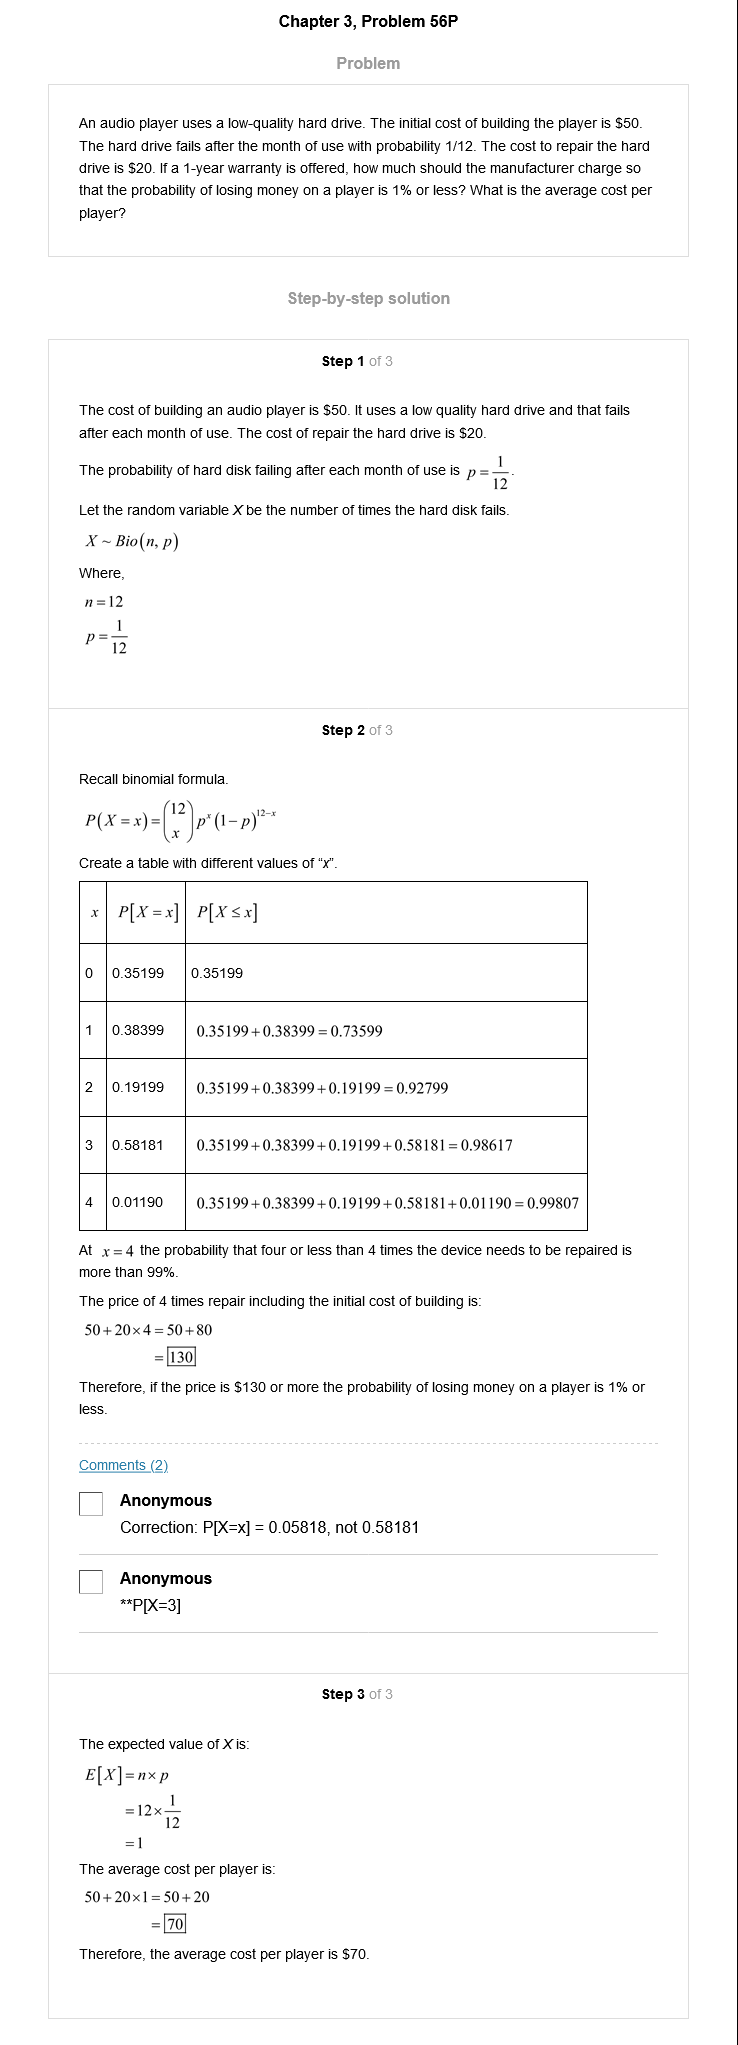 Chapter 3, Problem 56P
Problem
An audio player uses a low-quality hard drive. The initial cost of building the player is $50.
The hard drive fails after the month of use with probability 1/12. The cost to repair the hard
drive is $20. If a 1-year warranty is offered, how much should the manufacturer charge so
that the probability of losing money on a player is 1% or less? What is the average cost per
player?
Step-by-step solution
Step 1 of 3
The cost of building an audio player is $50. It uses a low quality hard drive and that fails
after each month of use. The cost of repair the hard drive is $20.
The probability of hard disk failing after each month of use is p = 1/12.
Let the random variable X be the number of times the hard disk fails.
X ~ Bio(n, p)
Where,
n = 12
p = 1/12
Step 2 of 3
Recall binomial formula.
P(X = x) = (12 x) p^x (1 − p)^12−x
Create a table with different values of “x”.
x P[X = x] P[X ≤ x]
0 0.35199 0.35199
1 0.38399 0.35199 + 0.38399 = 0.73599
2 0.19199 0.35199 + 0.38399 + 0.19199 = 0.92799
3 0.58181 0.35199 + 0.38399 + 0.19199 + 0.58181 = 0.98617
4 0.01190 0.35199 + 0.38399 + 0.19199 + 0.58181 + 0.01190 = 0.99807
At x = 4 the probability that four or less than 4 times the device needs to be repaired is
more than 99%.
The price of 4 times repair including the initial cost of building is:
50 + 20 × 4 = 50 + 80
= 130
Therefore, if the price is $130 or more the probability of losing money on a player is 1% or
less.
Comments (2)
Anonymous
Correction: P[X=x] = 0.05818, not 0.58181
Anonymous
**P[X=3]
Step 3 of 3
The expected value of X is:
E[X] = n × p
= 12 × 1/12
= 1
The average cost per player is:
50 + 20 × 1 = 50 + 20
= 70
Therefore, the average cost per player is $70.